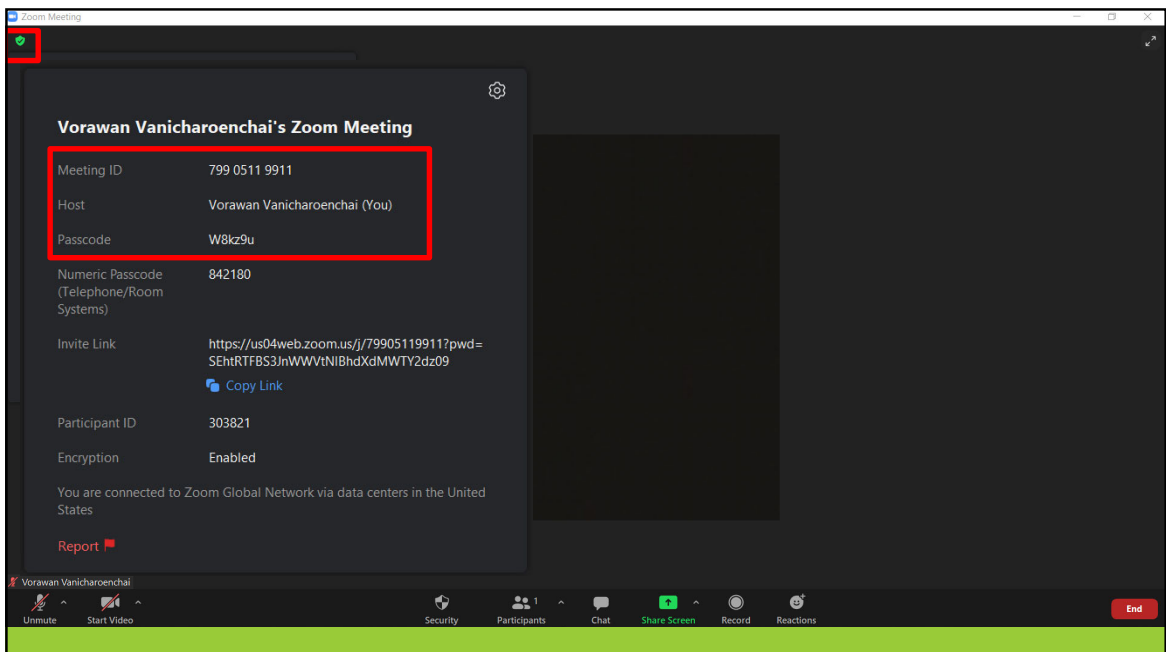 Zoom Meeting
Vorawan Vanicharoenchai's Zoom Meeting
Meeting ID 799 0511 9911
Host Vorawan Vanicharoenchai (You)
Passcode W8kz9u
Numeric Passcode 842180
(Telephone/Room
Systems)
Invite Link https://us04web.zoom.us/j/79905119911?pwd=
SEhtRTFBS3JnWWVtNlBhdXdMWTY2dz09
Copy Link
Participant ID 303821
Encryption Enabled
You are connected to Zoom Global Network via data centers in the United
States
Report
Vorawan Vanicharoenchai
1
Unmute Start Video Security Participants Chat Share Screen Record Reactions End